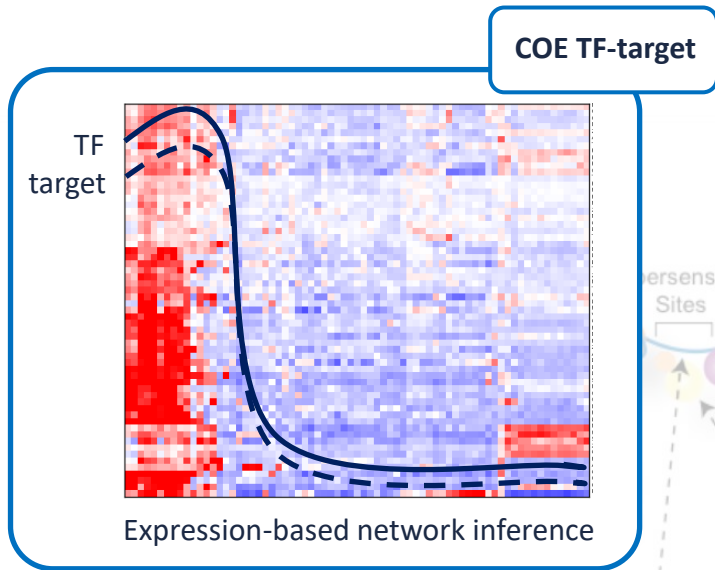 COE TF-target
TF
target
Sites
Expression-based network inference